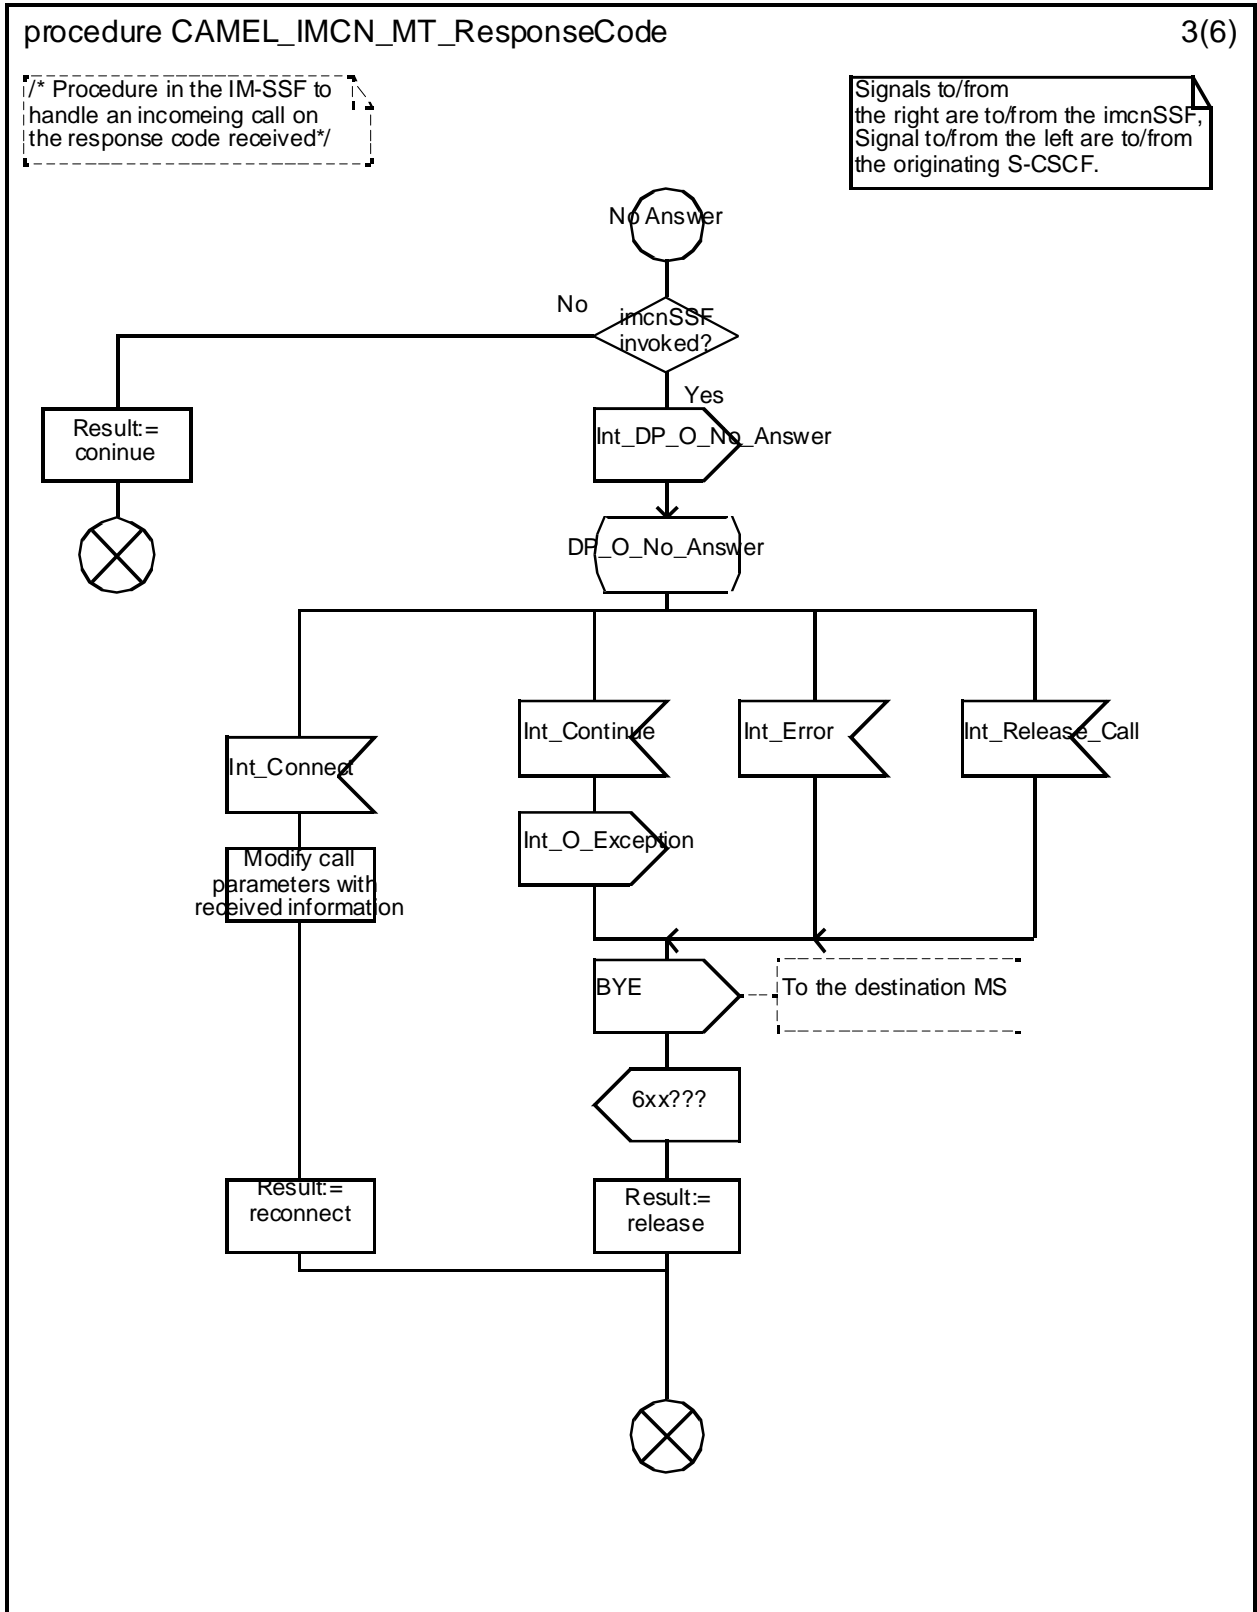 procedure CAMEL_IMCN_MT_ResponseCode
3(6)
/* Procedure in the IM-SSF to
handle an incomeing call on
the response code received*/
Signals to/from
the right are to/from the imcnSSF,
Signal to/from the left are to/from
the originating S-CSCF.
No Answer
No
imcnSSF
invoked?
Yes
Result:=
coninue
Int_DP_O_No_Answer
DP_O_No_Answer
Int_Connect
Int_Continue
Int_Error
Int_Release_Call
Int_O_Exception
Modify call
parameters with
received information
BYE
To the destination MS
6xx???
Result:=
reconnect
Result:=
release